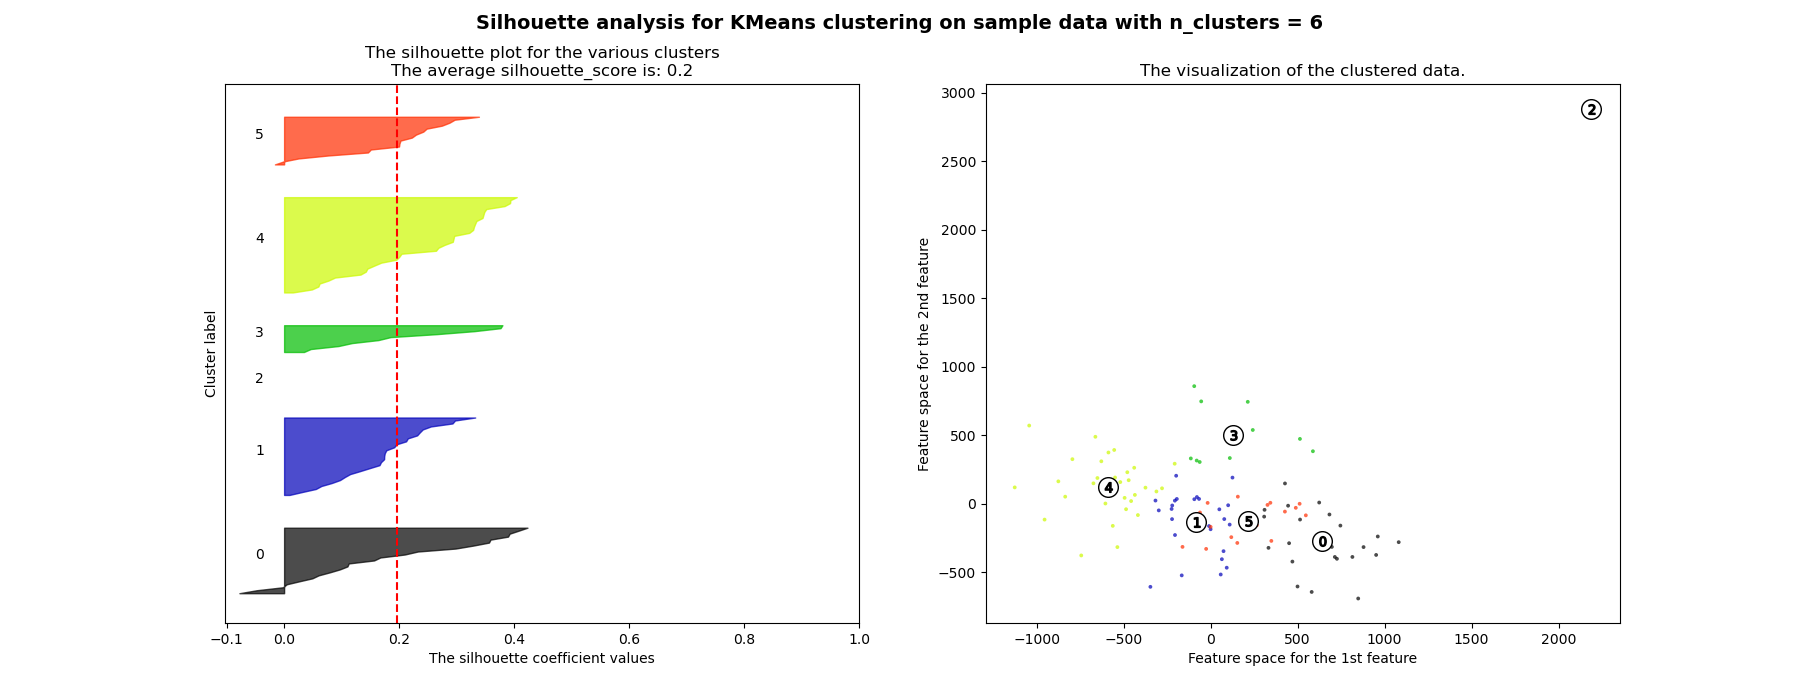 Silhouette analysis for KMeans clustering on sample data with n_clusters = 6
The silhouette plot for the various clusters
The average silhouette_score is: 0.2
5
4
3
2
1
0
Cluster label
−0.1 0.0 0.2 0.4 0.6 0.8 1.0
The silhouette coefficient values
The visualization of the clustered data.
3000
2500
2000
1500
1000
500
0
−500
Feature space for the 2nd feature
2
3
4
1 5
0
−1000 −500 0 500 1000 1500 2000
Feature space for the 1st feature